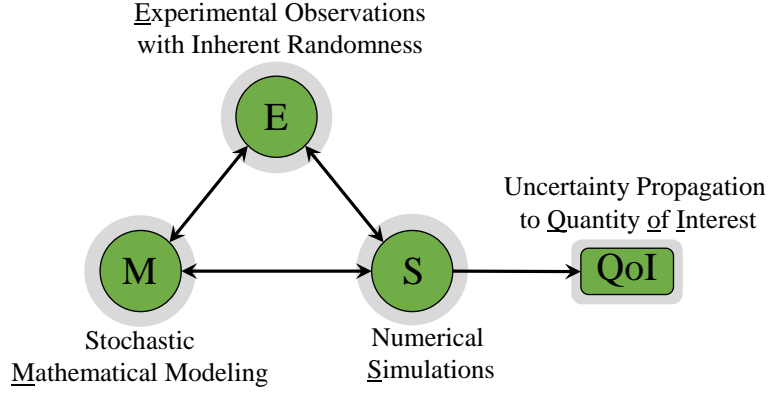 Experimental Observations
with Inherent Randomness
E
Uncertainty Propagation
to Quantity of Interest
M
S
QoI
Stochastic
Mathematical Modeling
Numerical
Simulations